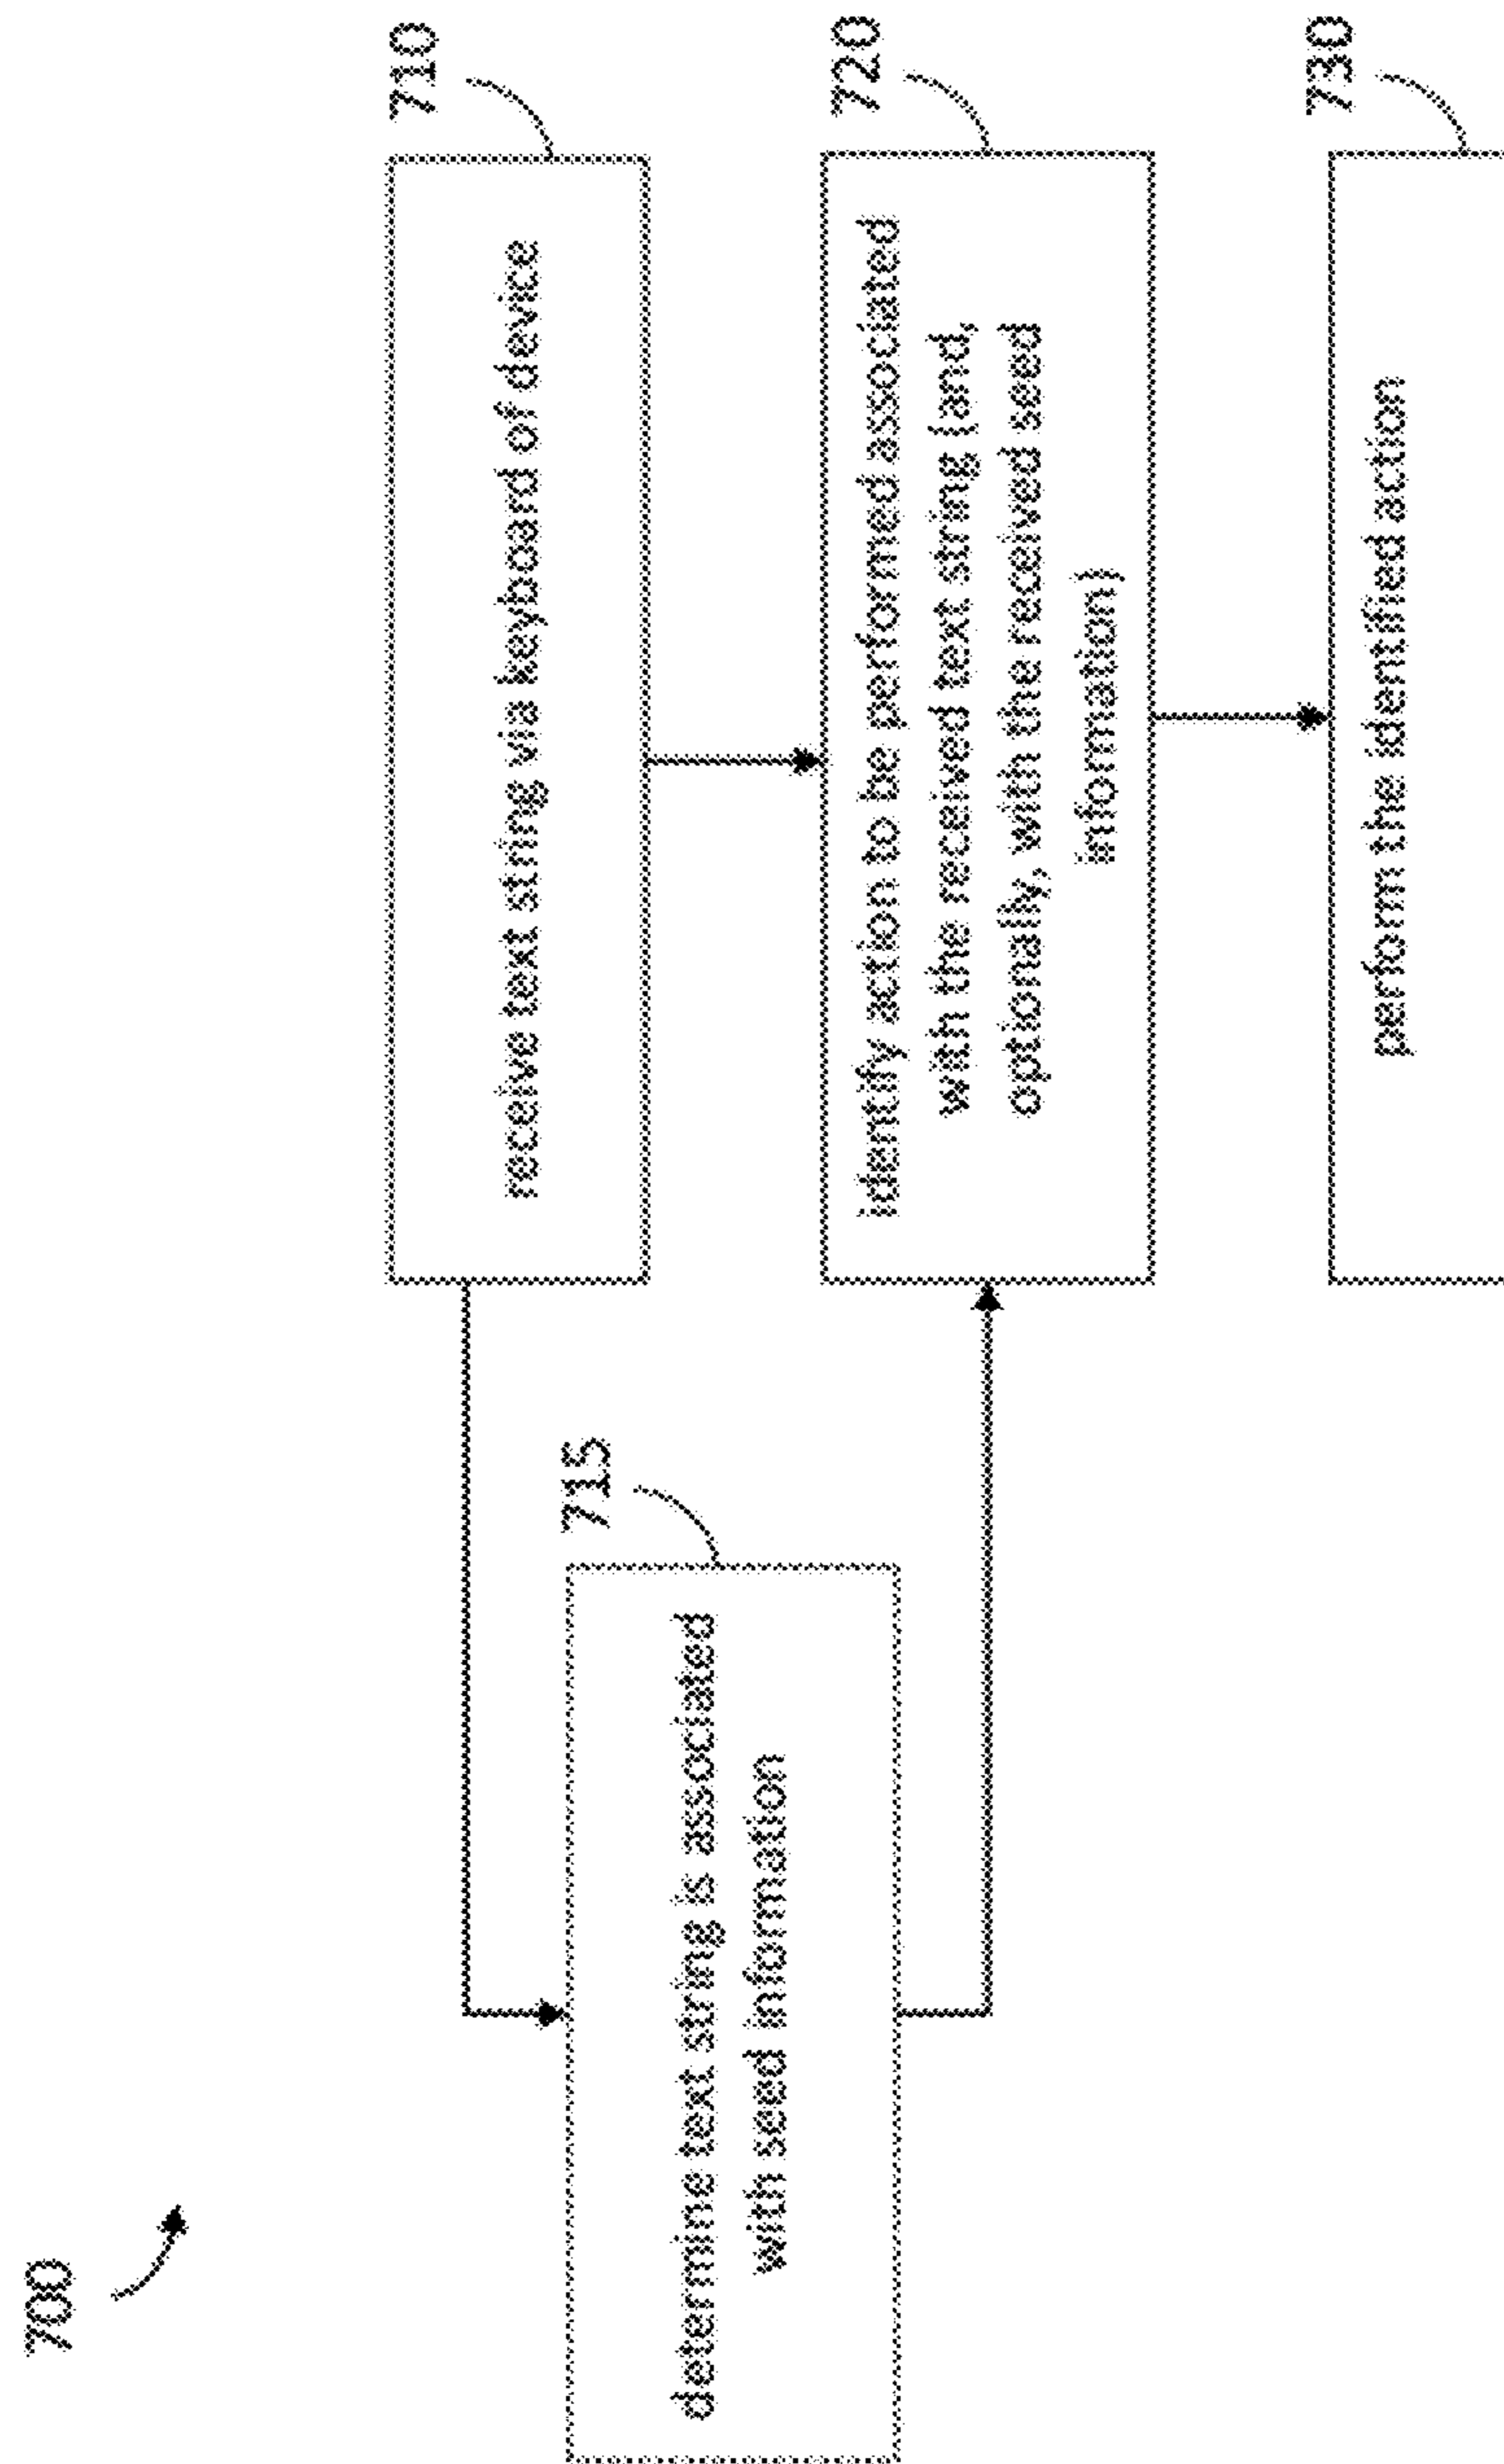 700
710
receive text string via keyboard of device
715
determine text string is associated
with seed information
720
identify action to be performed associated
with the received text string (and,
optionally, with the received seed
information)
730
perform the identified action